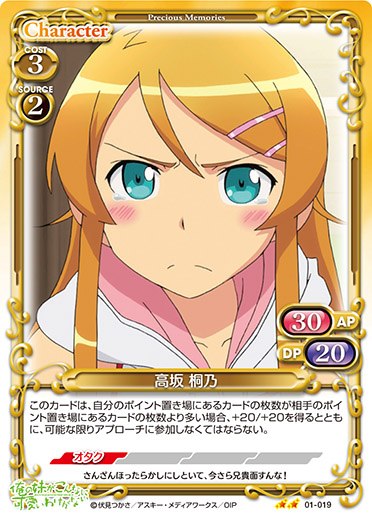 Precious Memories
Character
COST
3
SOURCE
2
30 AP
DP 20
高坂 桐乃
このカードは、自分のポイント置き場にあるカードの枚数が相手のポイ
ント置き場にあるカードの枚数より多い場合、+20/+20を得るととも
に、可能な限りアプローチに参加しなくてはならない。
オタク
さんざんほったらかしにしといて、今さら兄貴面すんな!
俺の妹がこんなに
可愛いわけがない
©伏見つかさ/アスキー・メディアワークス/OIP
01-019